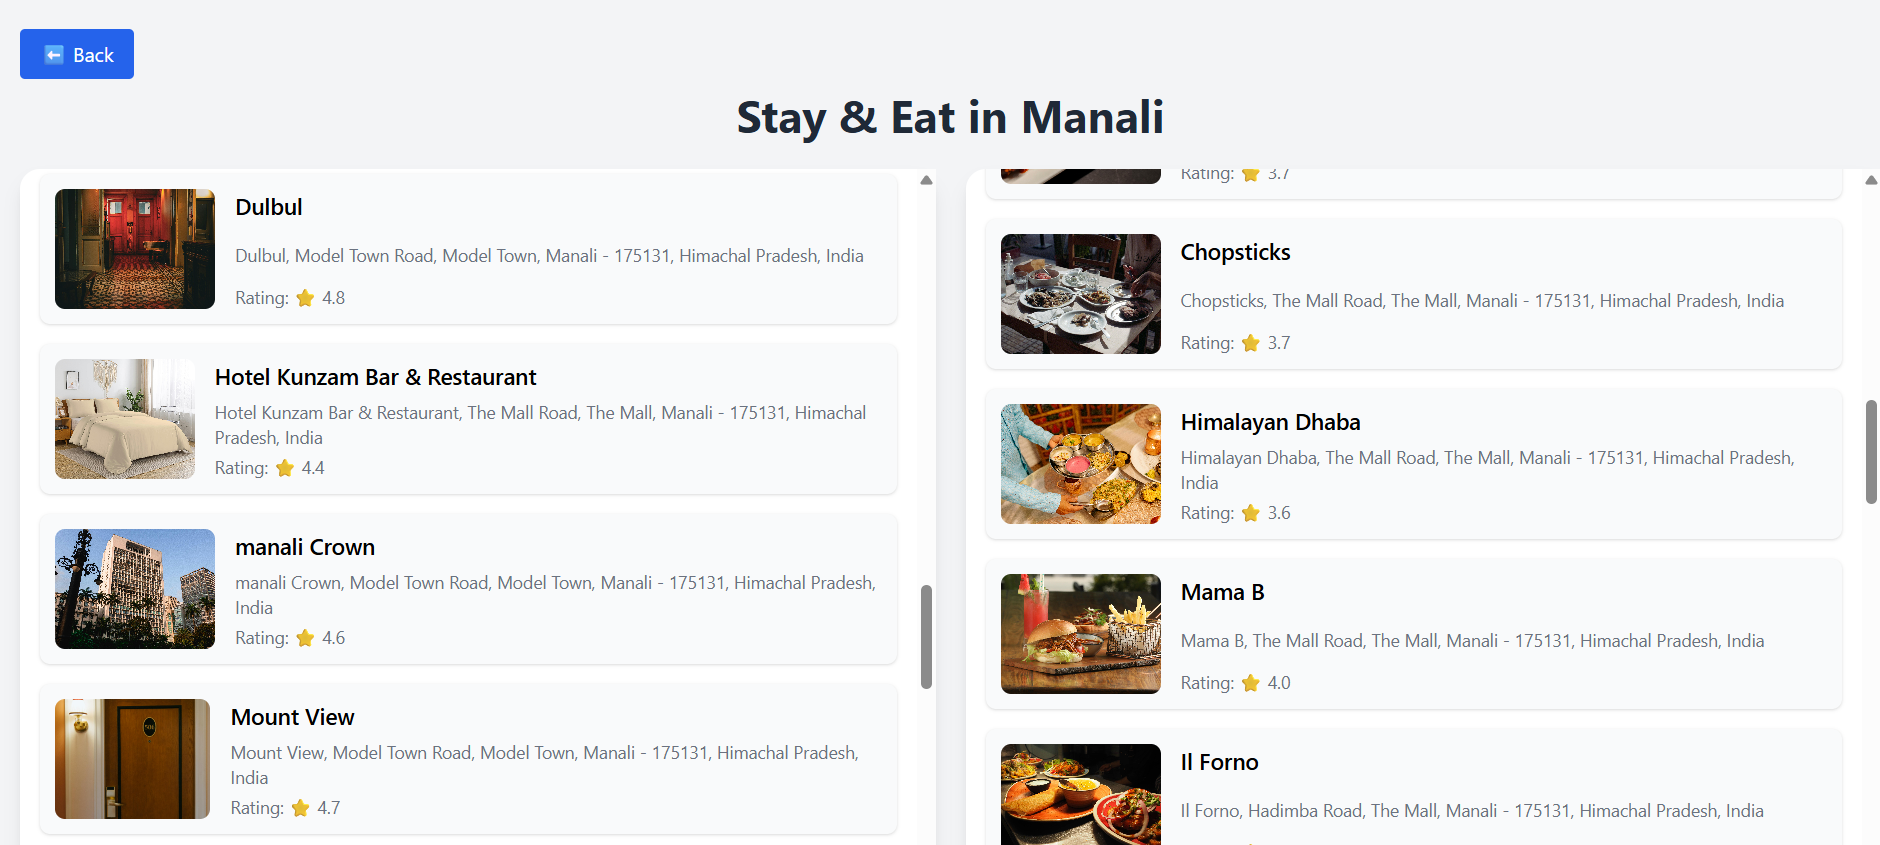 Back
Stay & Eat in Manali
Dulbul
Dulbul, Model Town Road, Model Town, Manali - 175131, Himachal Pradesh, India
Rating: ⭐ 4.8
Hotel Kunzam Bar & Restaurant
Hotel Kunzam Bar & Restaurant, The Mall Road, The Mall, Manali - 175131, Himachal
Pradesh, India
Rating: ⭐ 4.4
manali Crown
manali Crown, Model Town Road, Model Town, Manali - 175131, Himachal Pradesh,
India
Rating: ⭐ 4.6
Mount View
Mount View, Model Town Road, Model Town, Manali - 175131, Himachal Pradesh,
India
Rating: ⭐ 4.7
Rating: ⭐ 3.7
Chopsticks
Chopsticks, The Mall Road, The Mall, Manali - 175131, Himachal Pradesh, India
Rating: ⭐ 3.7
Himalayan Dhaba
Himalayan Dhaba, The Mall Road, The Mall, Manali - 175131, Himachal Pradesh,
India
Rating: ⭐ 3.6
Mama B
Mama B, The Mall Road, The Mall, Manali - 175131, Himachal Pradesh, India
Rating: ⭐ 4.0
Il Forno
Il Forno, Hadimba Road, The Mall, Manali - 175131, Himachal Pradesh, India